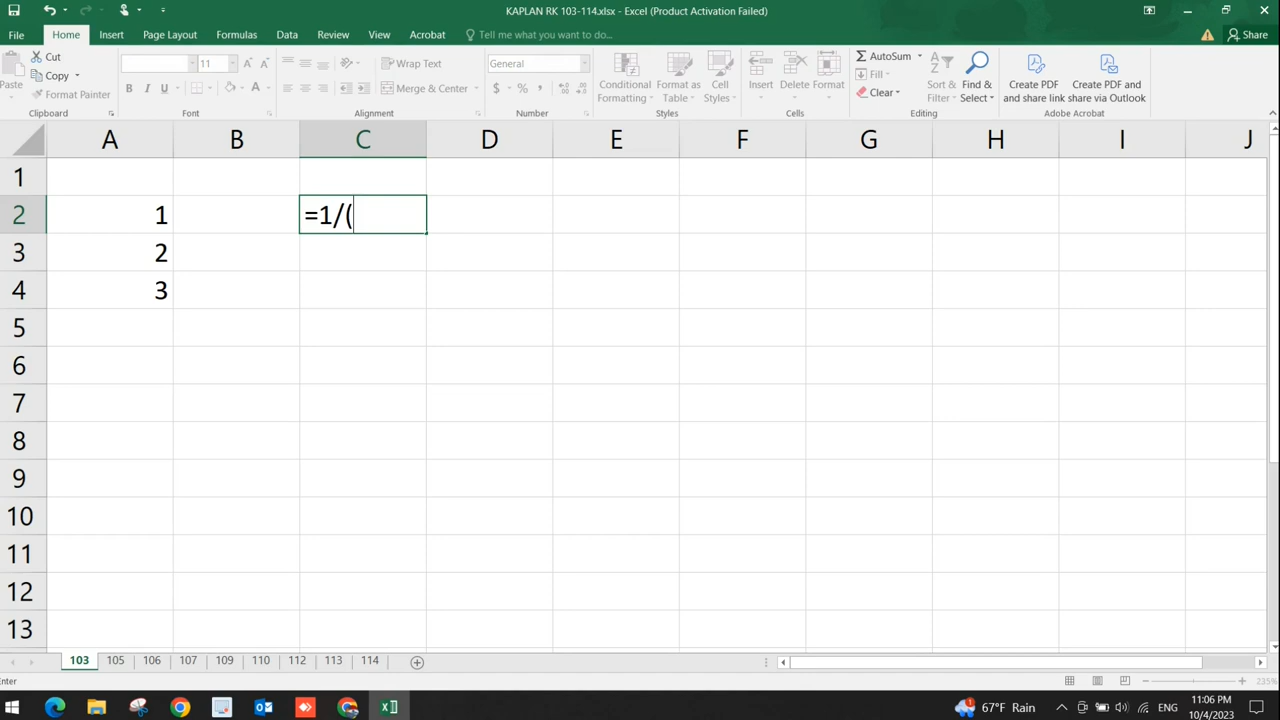 KAPLAN RK 103-114.xlsx - Excel (Product Activation Failed)
File Home Insert Page Layout Formulas Data Review View Acrobat Tell me what you want to do... Share
Paste
Cut
Copy
Format Painter
Clipboard
11
B I U
A
Font
Wrap Text
Merge & Center
Alignment
General
$ % ,
Number
Conditional Formatting
Format as Table
Cell Styles
Styles
Insert Delete Format
Cells
AutoSum
Fill
Clear
Sort & Filter
Find & Select
Editing
Create PDF and share link
Create PDF and share via Outlook
Adobe Acrobat
A B C D E F G H I J
1
2 1 =1/(
3 2
4 3
5
6
7
8
9
10
11
12
13
103 105 106 107 109 110 112 113 114
Enter
235%
67°F Rain
ENG
11:06 PM
10/4/2023